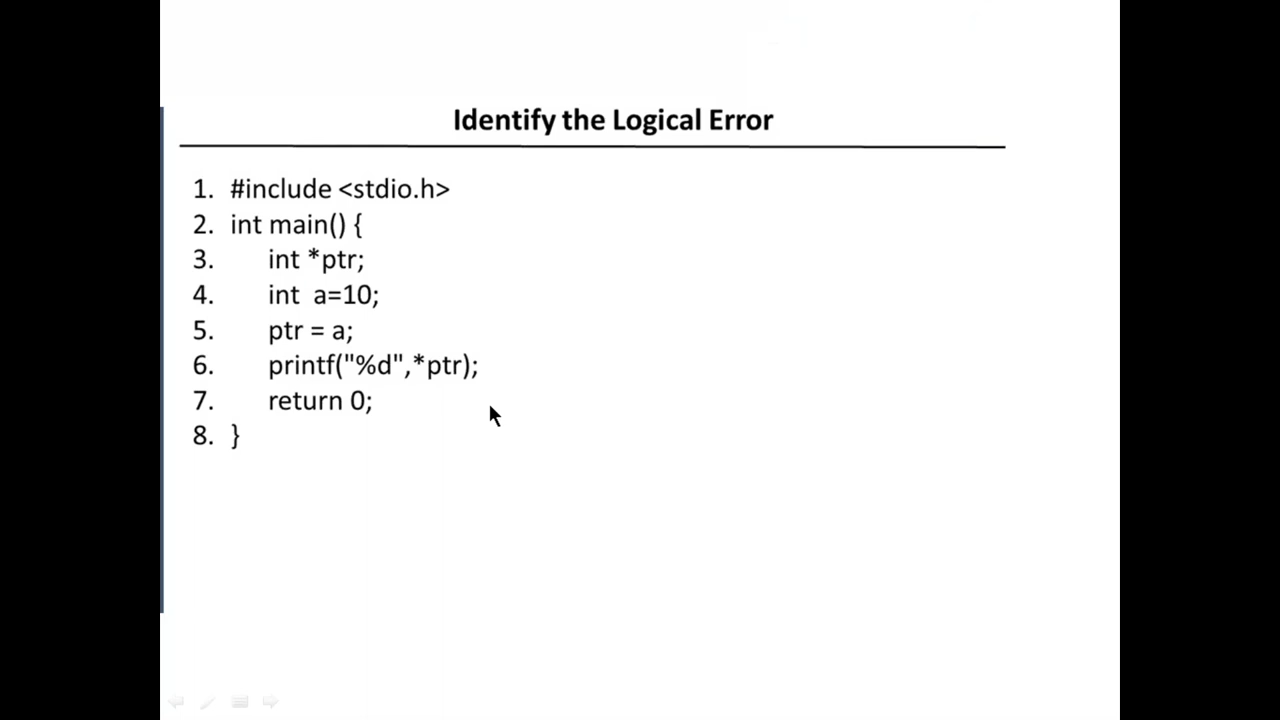 Identify the Logical Error
1. #include <stdio.h>
2. int main() {
3. int *ptr;
4. int a=10;
5. ptr = a;
6. printf("%d",*ptr);
7. return 0;
8. }